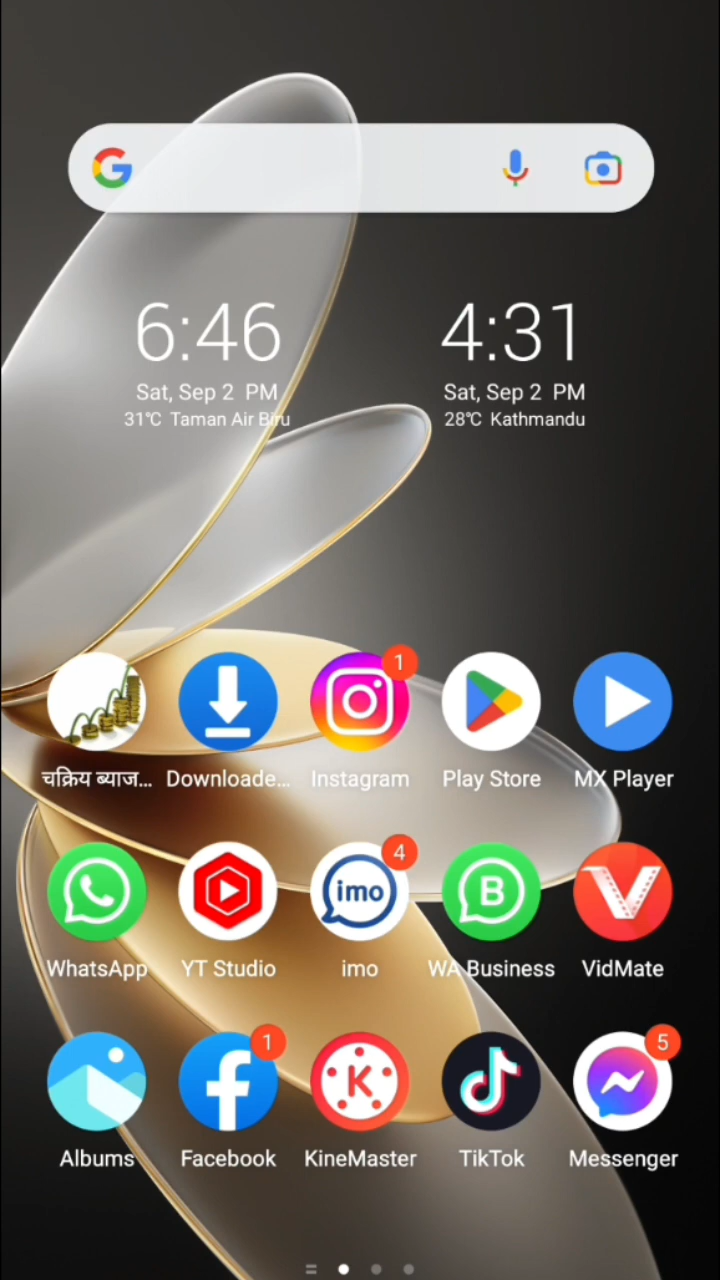 6:46 4:31
Sat, Sep 2 PM Sat, Sep 2 PM
31℃ Taman Air Biru 28℃ Kathmandu
1
चक्रिय ब्याज... Downloade... Instagram Play Store MX Player
4
imo B
WhatsApp YT Studio imo WA Business VidMate
1 5
K
Albums Facebook KineMaster TikTok Messenger